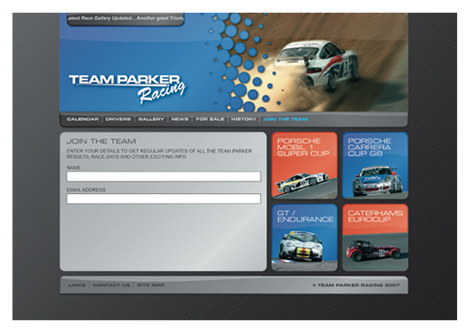 Latest Race Gallery Updated... Another great Trium
TEAM PARKER
Racing
CALENDAR | DRIVERS | GALLERY | NEWS | FOR SALE | HISTORY | JOIN THE TEAM!
JOIN THE TEAM
ENTER YOUR DETAILS TO GET REGULAR UPDATES OF ALL THE TEAM PARKER
RESULTS, RACE DAYS AND OTHER EXCITING INFO.
NAME
EMAIL ADDRESS
PORSCHE
MOBIL 1
SUPER CUP
PORSCHE
CARRERA
CUP GB
GT /
ENDURANCE
CATERHAMS
EUROCUP
LINKS | CONTACT US | SITE MAP
© TEAM PARKER RACING 2007